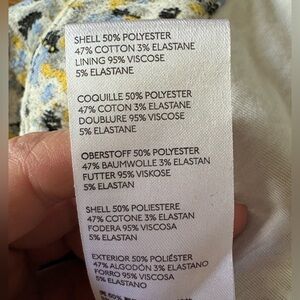 SHELL 50% POLYESTER
47% COTTON 3% ELASTANE
LINING 95% VISCOSE
5% ELASTANE
COQUILLE 50% POLYESTER
47% COTON 3% ELASTANE
DOUBLURE 95% VISCOSE
5% ELASTANE
OBERSTOFF 50% POLYESTER
47% BAUMWOLLE 3% ELASTAN
FUTTER 95% VISKOSE
5% ELASTAN
SHELL 50% POLIESTERE
47% COTONE 3% ELASTAN
FODERA 95% VISCOSA
5% ELASTAN
EXTERIOR 50% POLIÉSTER
47% ALGODÓN 3% ELASTANO
FORRO 95% VISCOSA
5% ELASTANO